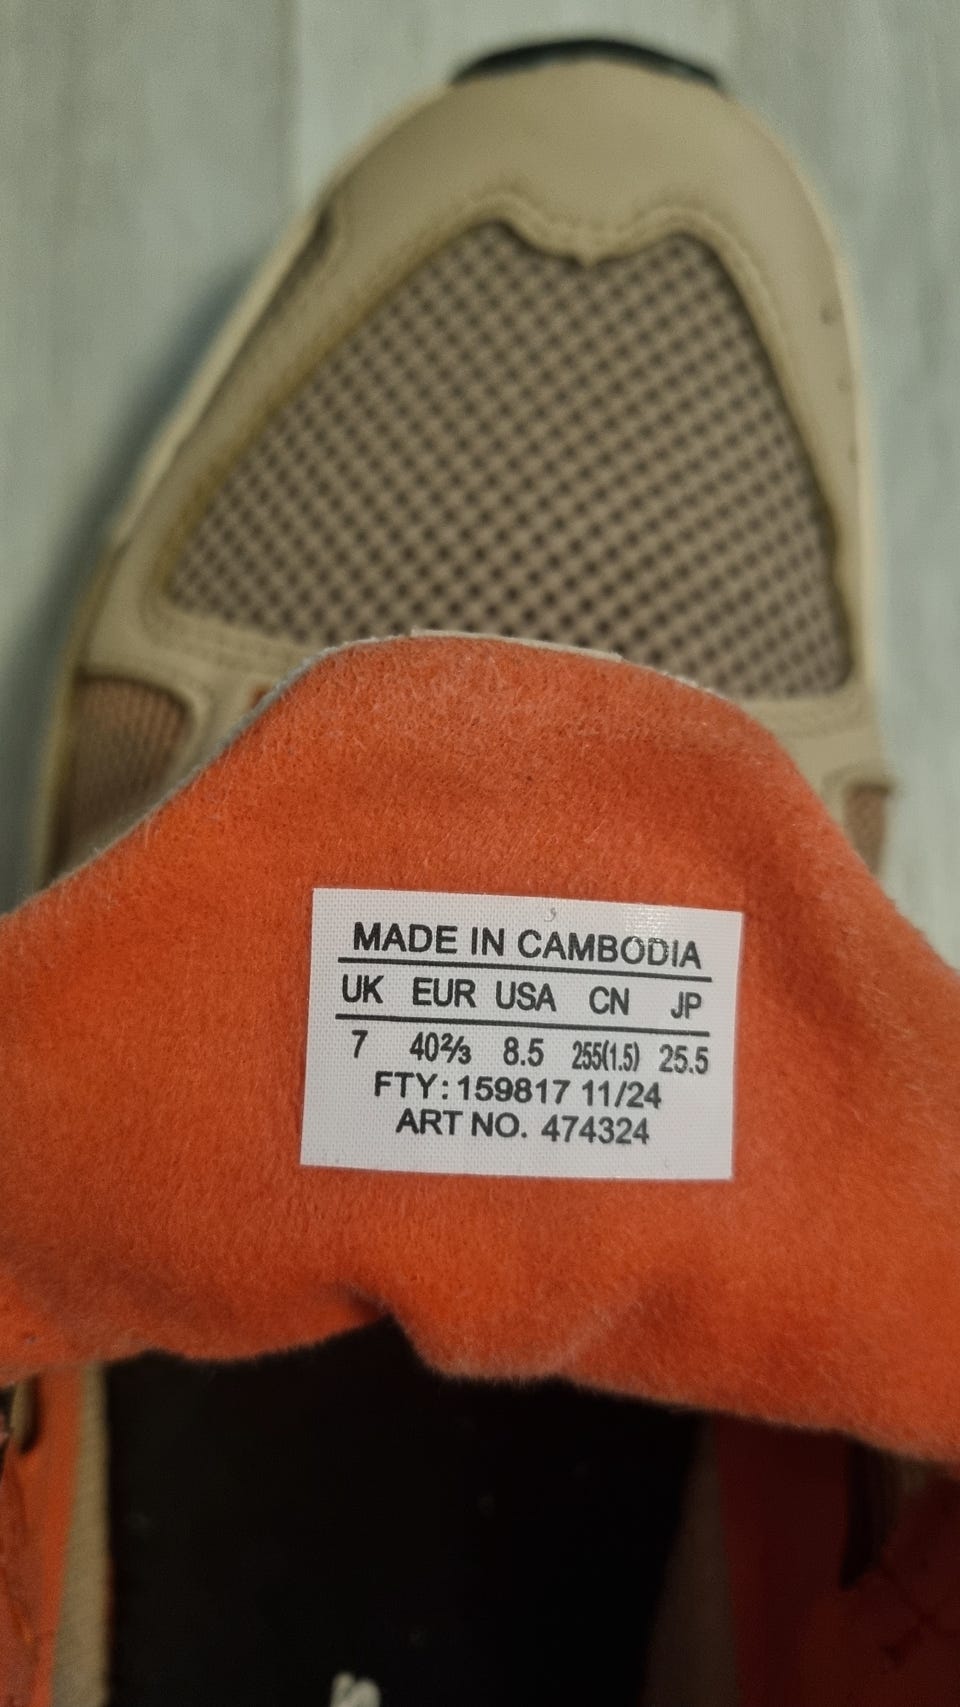 MADE IN CAMBODIA
UK EUR USA CN JP
7 40⅔ 8.5 255(1.5) 25.5
FTY: 159817 11/24
ART NO. 474324